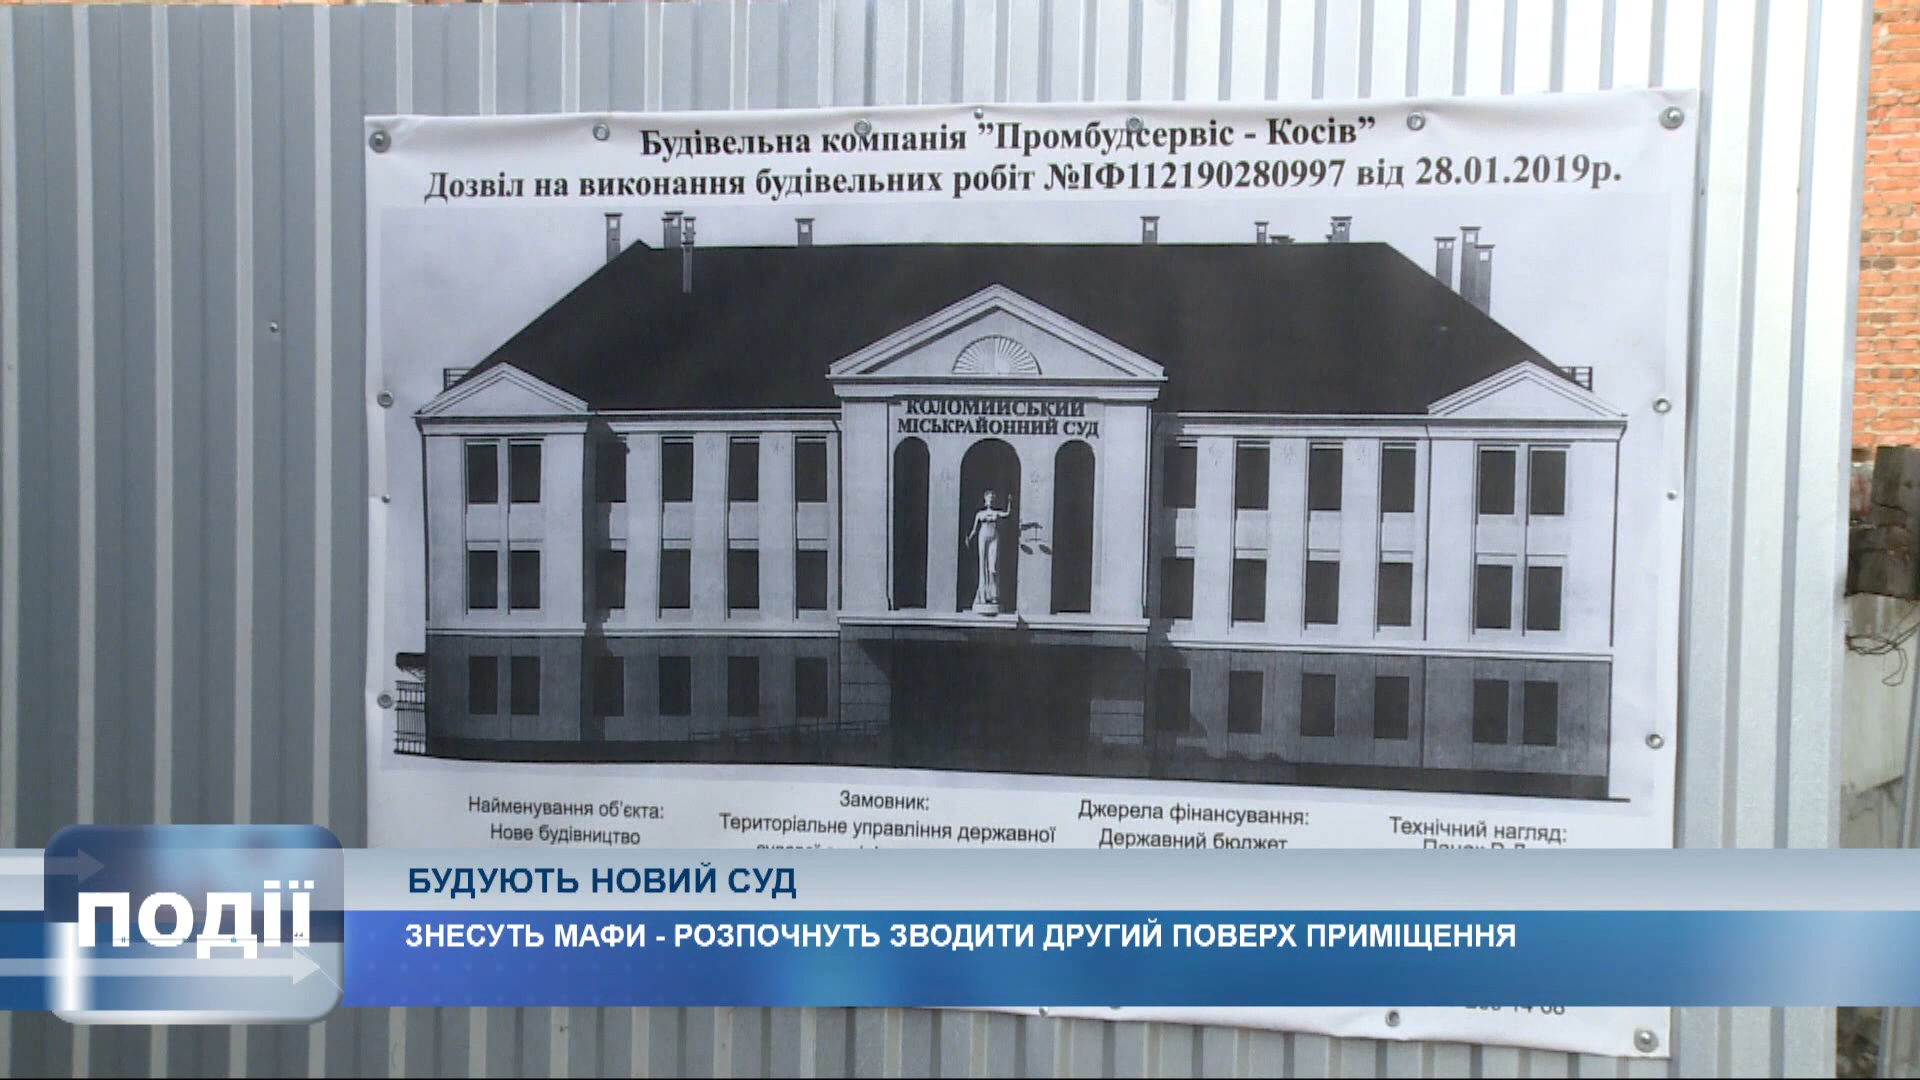 Будівельна компанія ”Промбудсервіс - Косів”
Дозвіл на виконання будівельних робіт №ІФ112190280997 від 28.01.2019р.
КОЛОМИЙСЬКИЙ
МІСЬКРАЙОННИЙ СУД
Найменування об'єкта:
Нове будівництво
Замовник:
Територіальне управління державної
Джерела фінансування:
Державний бюджет
Технічний нагляд:
події
БУДУЮТЬ НОВИЙ СУД
ЗНЕСУТЬ МАФИ - РОЗПОЧНУТЬ ЗВОДИТИ ДРУГИЙ ПОВЕРХ ПРИМІЩЕННЯ